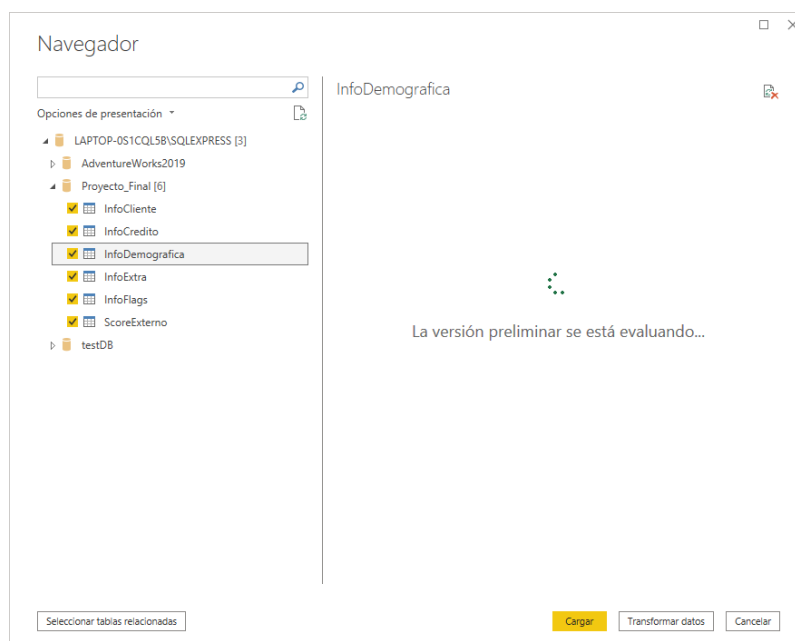 Navegador
InfoDemografica
Opciones de presentación
LAPTOP-0S1CQL5B\SQLEXPRESS [3]
AdventureWorks2019
Proyecto_Final [6]
InfoCliente
InfoCredito
InfoDemografica
InfoExtra
InfoFlags
ScoreExterno
testDB
La versión preliminar se está evaluando...
Seleccionar tablas relacionadas
Cargar
Transformar datos
Cancelar